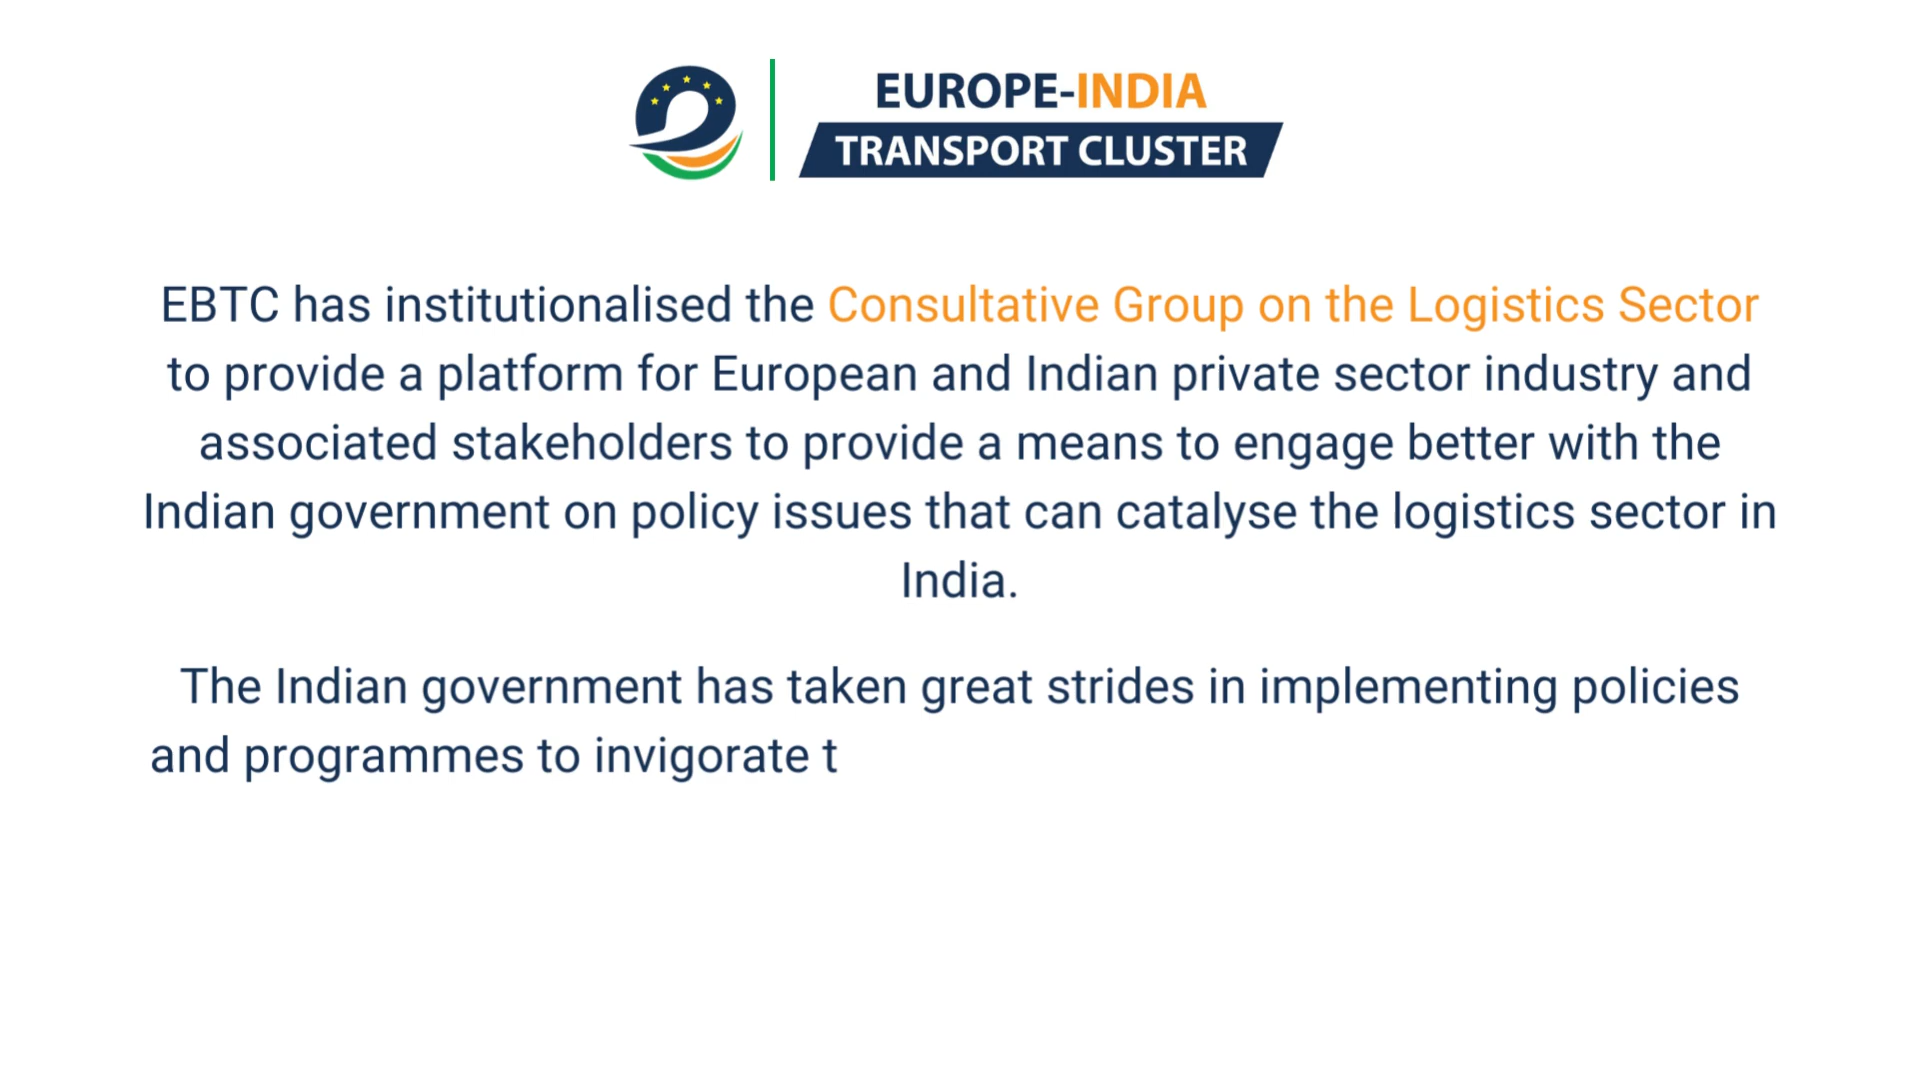 EUROPE-INDIA
TRANSPORT CLUSTER
EBTC has institutionalised the Consultative Group on the Logistics Sector
to provide a platform for European and Indian private sector industry and
associated stakeholders to provide a means to engage better with the
Indian government on policy issues that can catalyse the logistics sector in
India.
The Indian government has taken great strides in implementing policies
and programmes to invigorate t